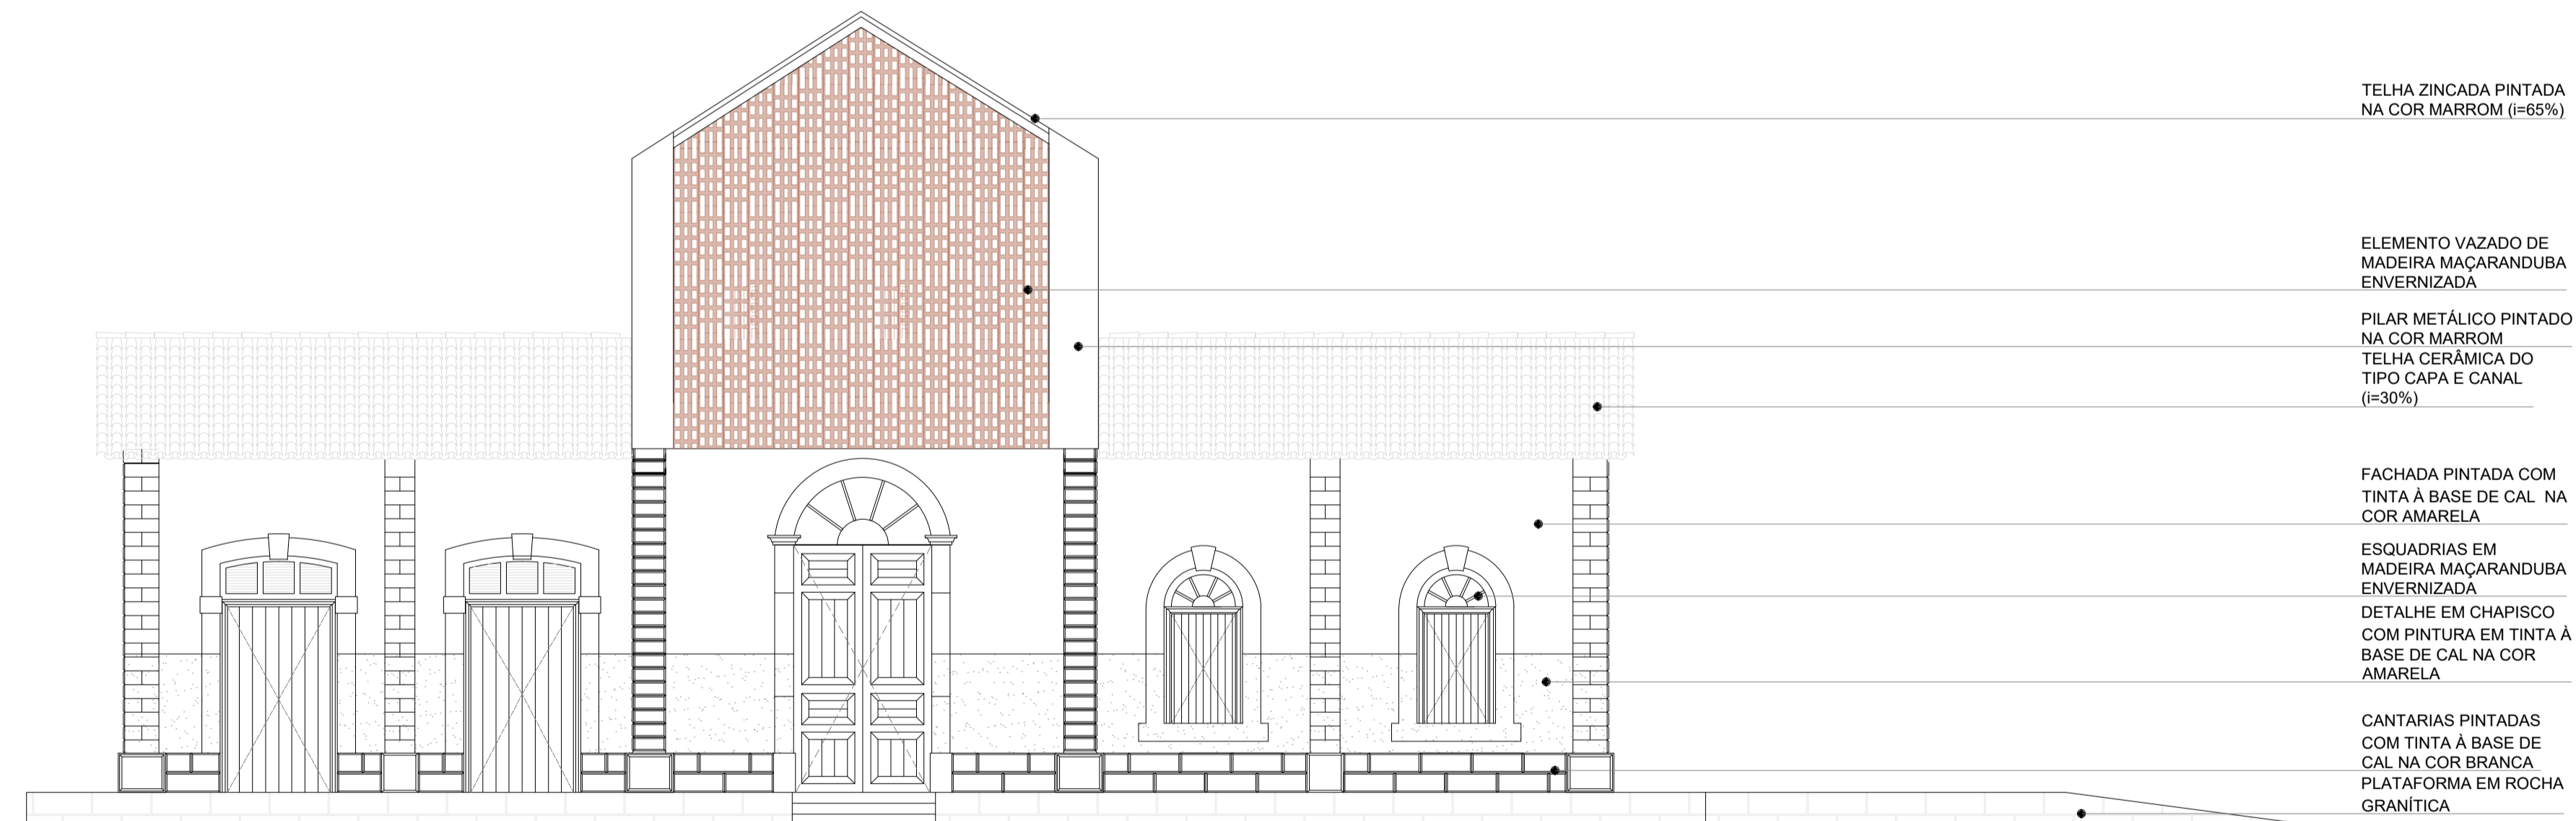 TELHA ZINCADA PINTADA
NA COR MARROM (i=65%)
ELEMENTO VAZADO DE
MADEIRA MAÇARANDUBA
ENVERNIZADA
PILAR METÁLICO PINTADO
NA COR MARROM
TELHA CERÂMICA DO
TIPO CAPA E CANAL
(i=30%)
FACHADA PINTADA COM
TINTA À BASE DE CAL NA
COR AMARELA
ESQUADRIAS EM
MADEIRA MAÇARANDUBA
ENVERNIZADA
DETALHE EM CHAPISCO
COM PINTURA EM TINTA À
BASE DE CAL NA COR
AMARELA
CANTARIAS PINTADAS
COM TINTA À BASE DE
CAL NA COR BRANCA
PLATAFORMA EM ROCHA
GRANÍTICA